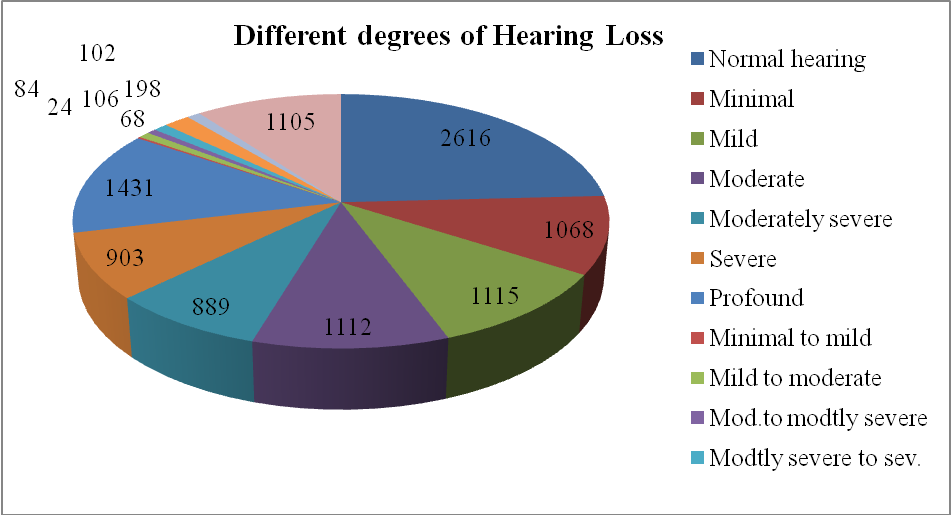 Different degrees of Hearing Loss
102
84 24 106 198
68
1105
2616
1431
1068
903
1115
889
1112
Normal hearing
Minimal
Mild
Moderate
Moderately severe
Severe
Profound
Minimal to mild
Mild to moderate
Mod.to modtly severe
Modtly severe to sev.